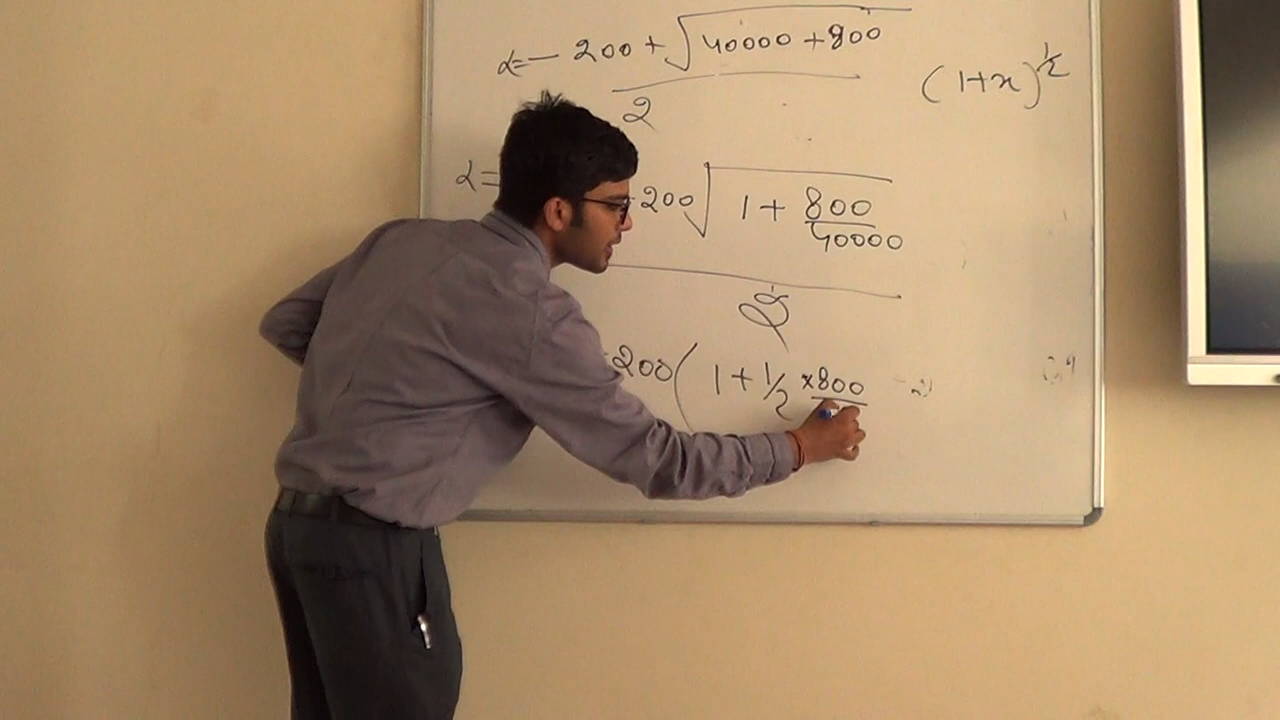 α = - 200 + √40000 + 800
2
(1+x)^1/2
α = 200 √1 + 800/40000
2
200 ( 1 + 1/2 × 800